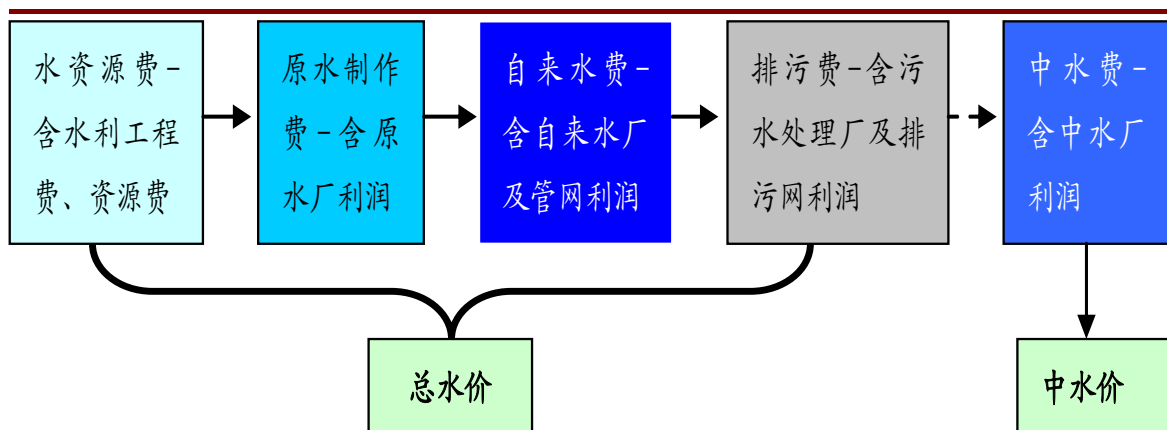 水资源费-
含水利工程
费、资源费
原水制作
费-含原
水厂利润
自来水费-
含自来水厂
及管网利润
排污费-含污
水处理厂及排
污网利润
中水费-
含中水厂
利润
总水价
中水价